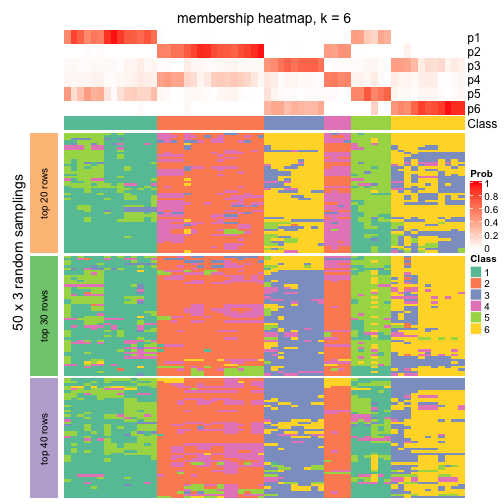 membership heatmap, k = 6
p1
p2
p3
p4
p5
p6
Class
50 x 3 random samplings
top 20 rows
top 30 rows
top 40 rows
Prob
1
0.8
0.6
0.4
0.2
0
Class
1
2
3
4
5
6